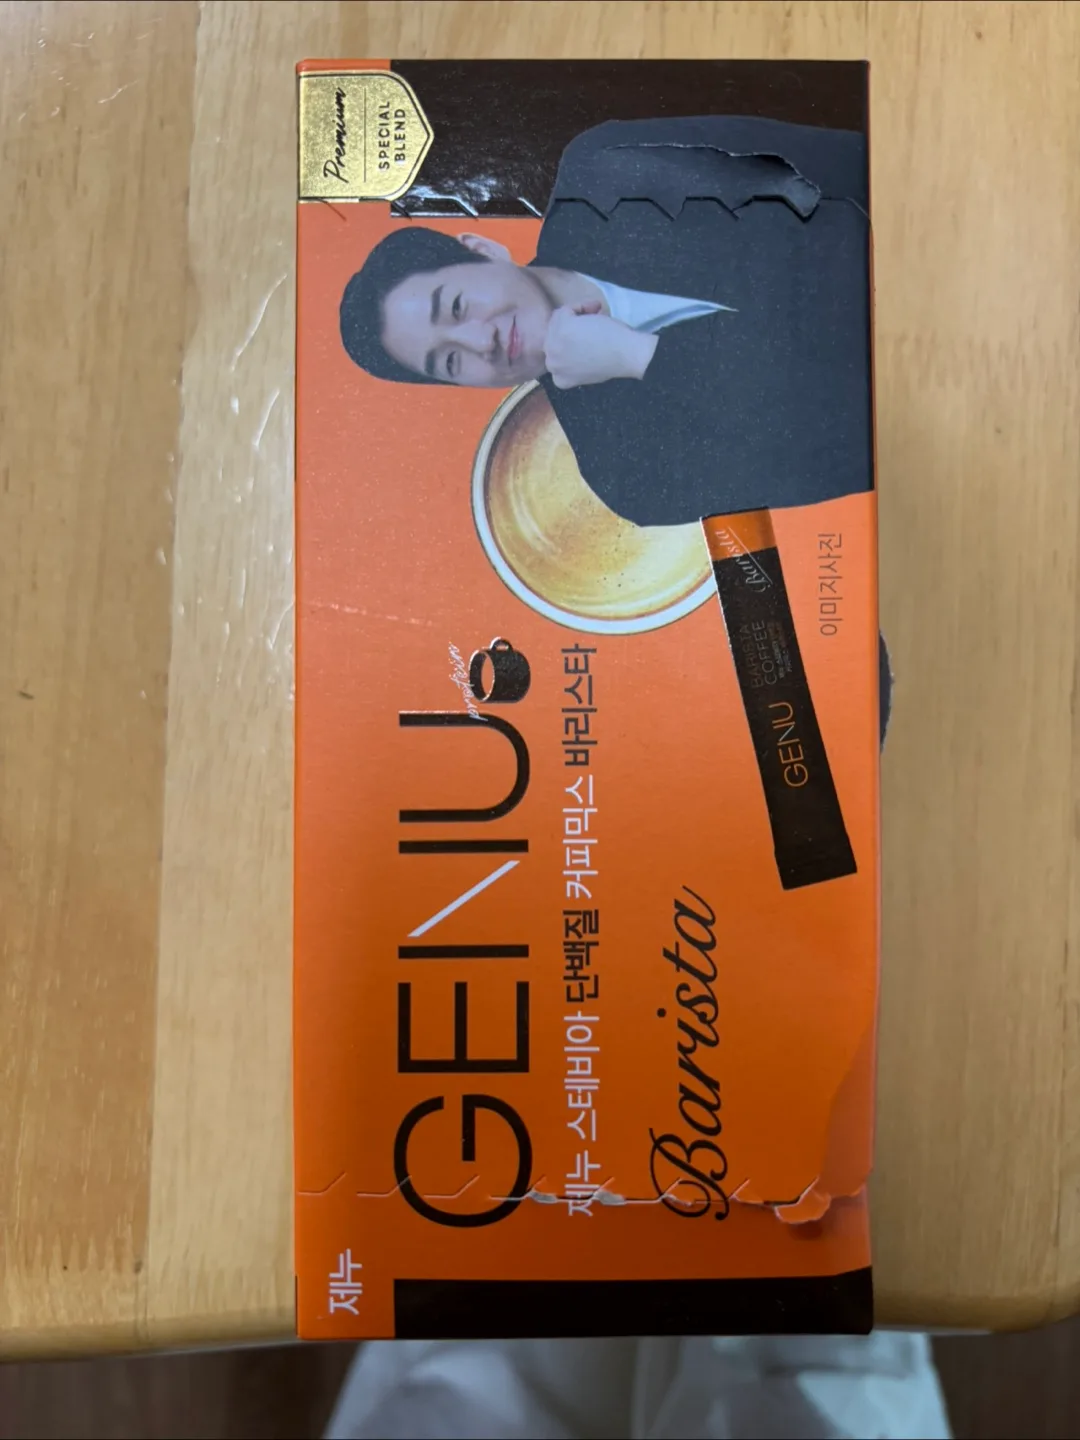 제누
GENU
protein
제누 스테비아 단백질 커피믹스 바리스타
Barista
GENU
BARISTA
COFFEE
Barista
이미지사진
Premium
SPECIAL
BLEND